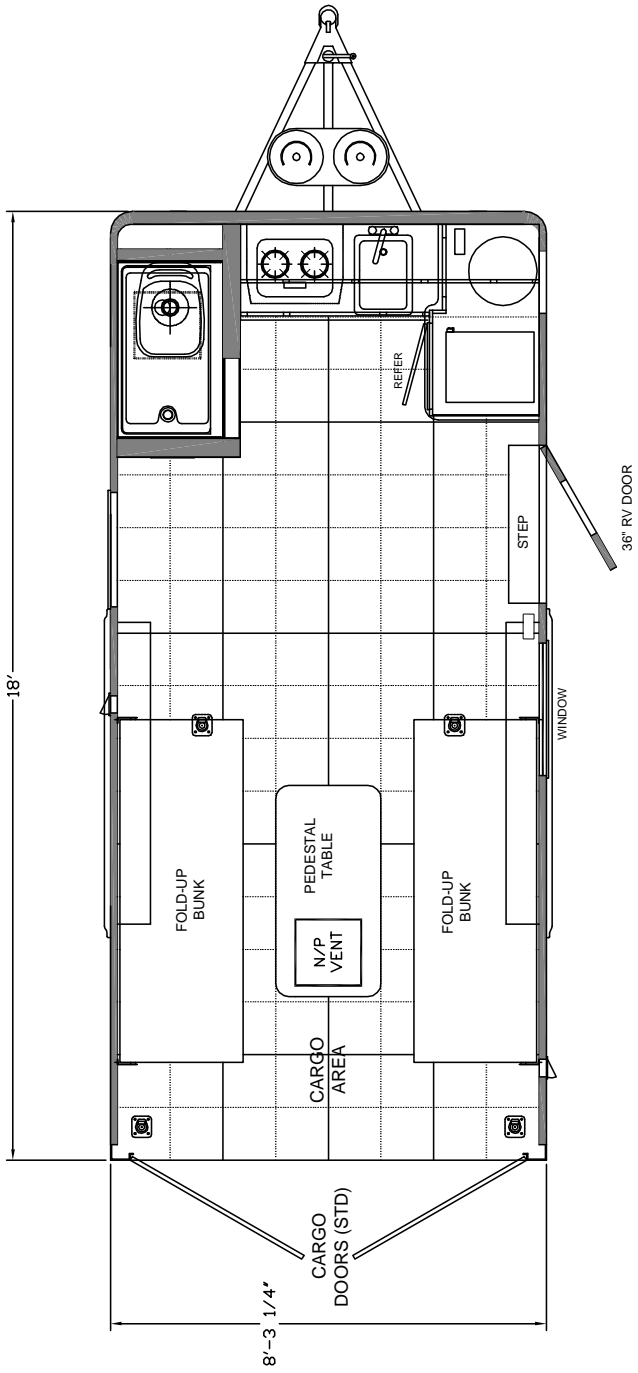 18'
REFER
STEP
36" RV DOOR
WINDOW
FOLD-UP
BUNK
PEDESTAL
TABLE
N/P
VENT
FOLD-UP
BUNK
CARGO
AREA
CARGO
DOORS (STD)
8'-3 1/4"